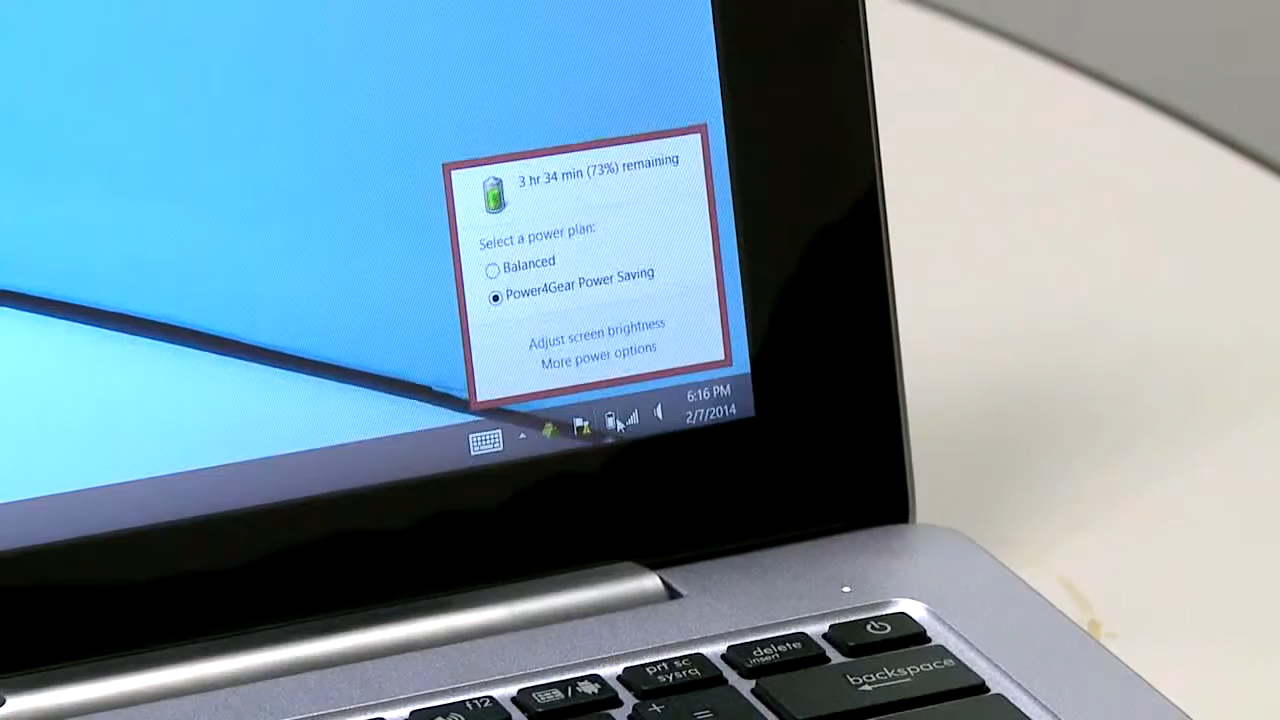 3 hr 34 min (73%) remaining
Select a power plan:
Balanced
Power4Gear Power Saving
Adjust screen brightness
More power options
6:16 PM
2/7/2014
f12
prt sc
sysrq
delete
insert
backspace
+
=